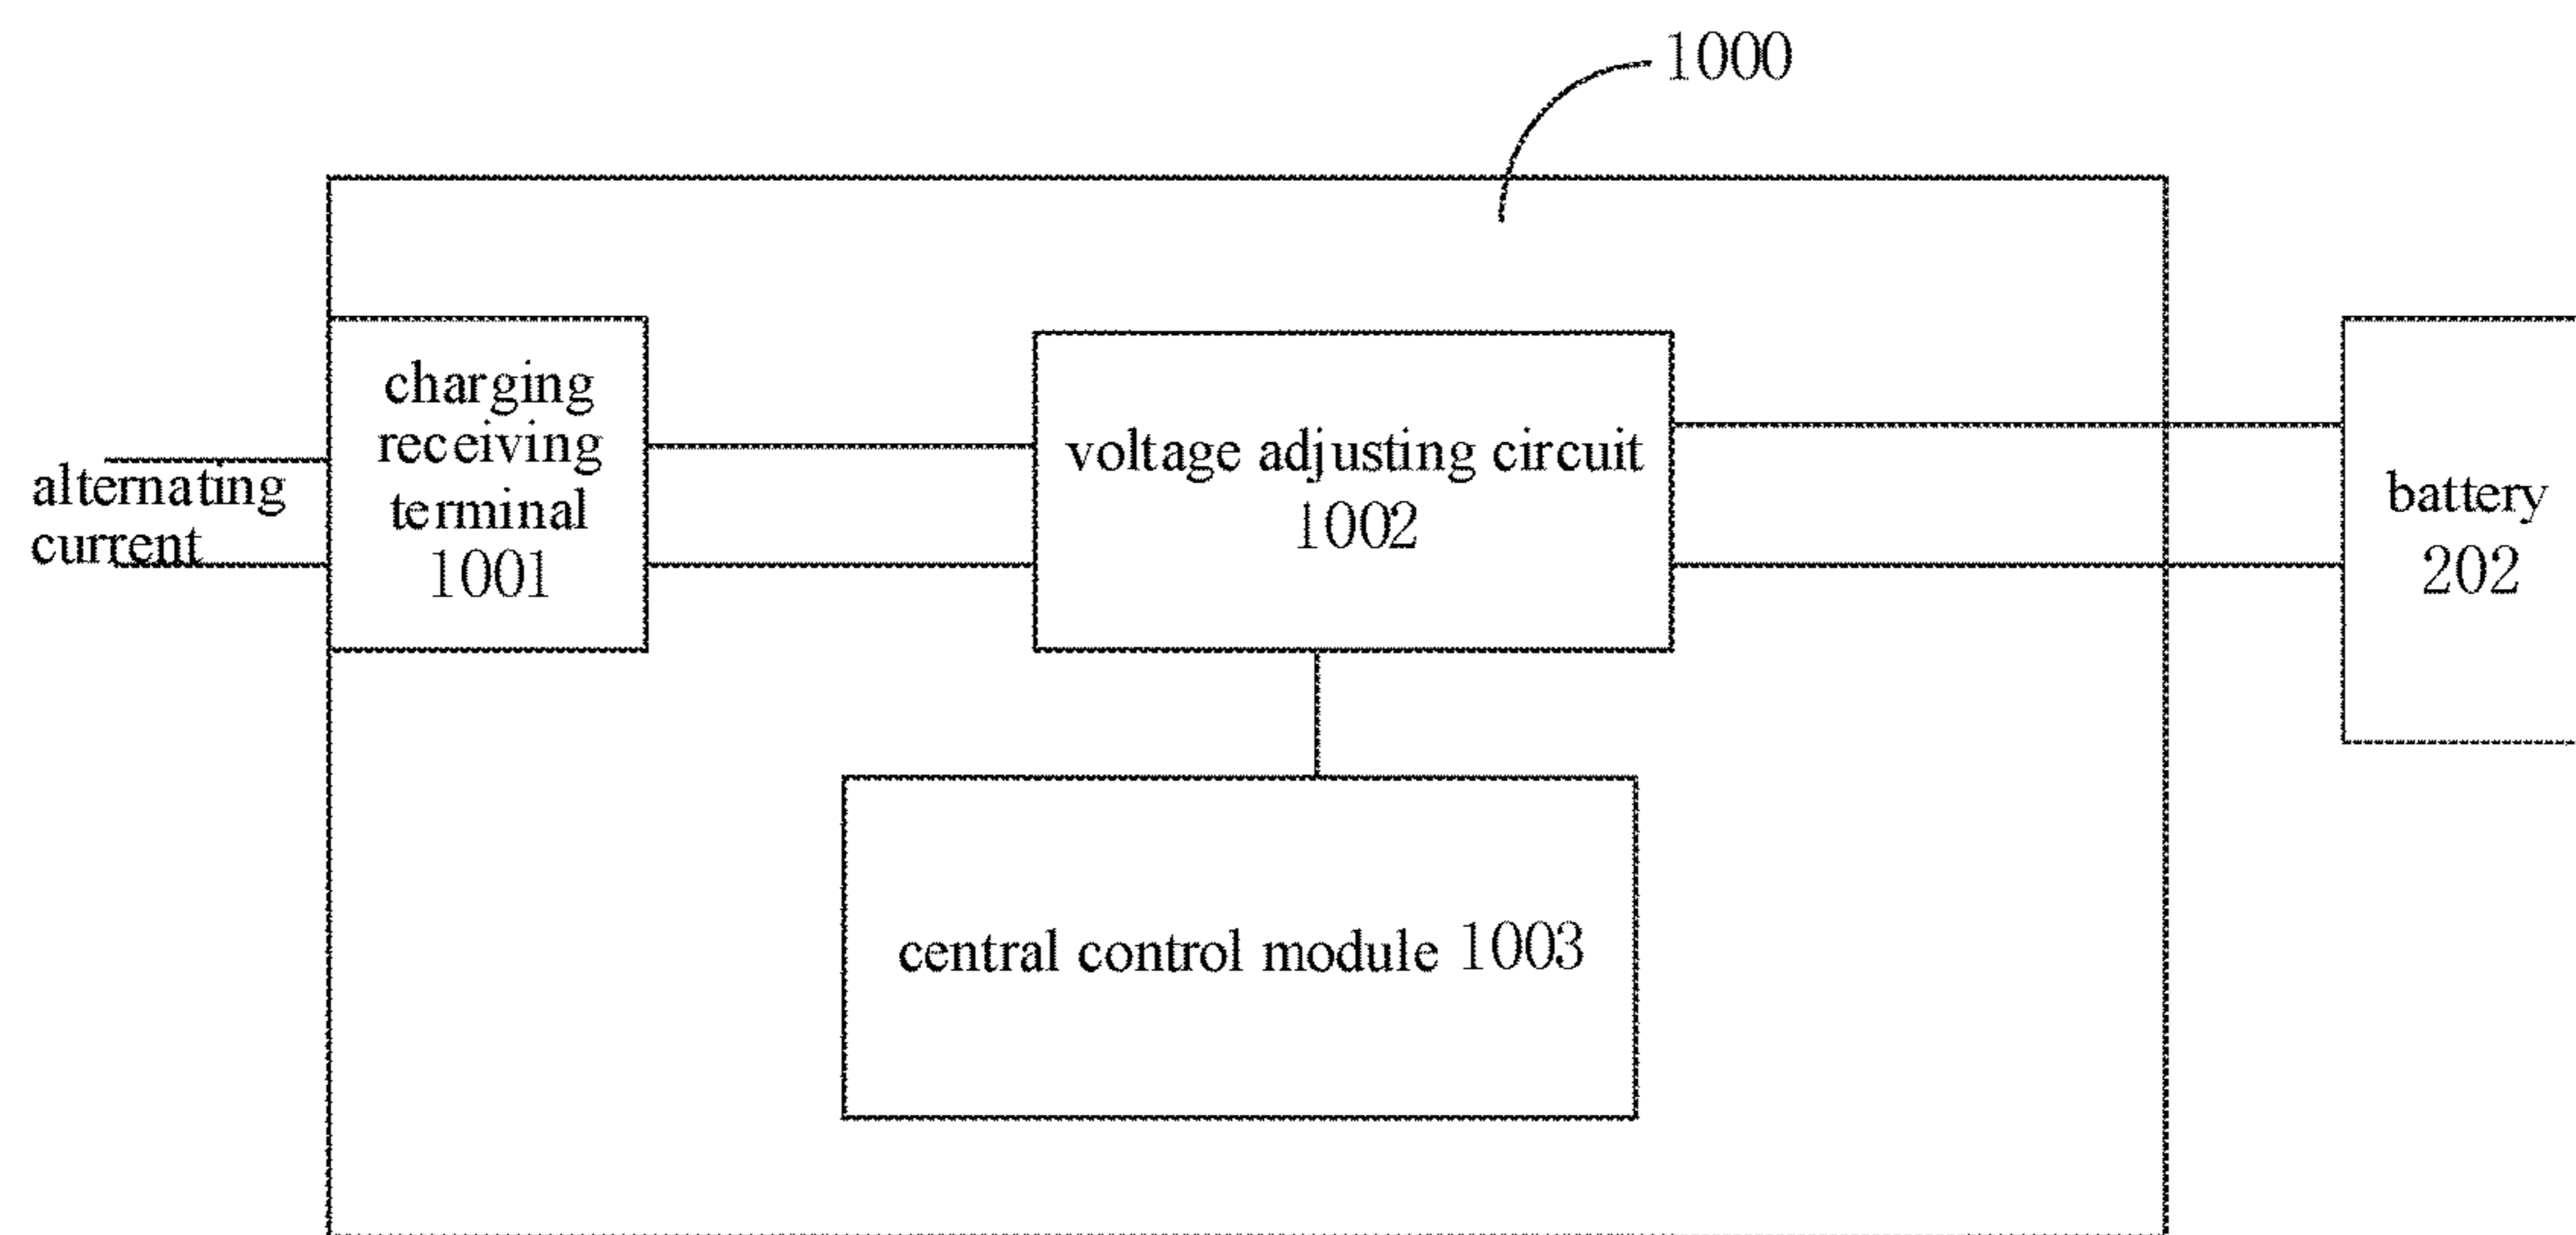 1000
alternating
current
charging
receiving
terminal
1001
voltage adjusting circuit
1002
battery
202
central control module 1003